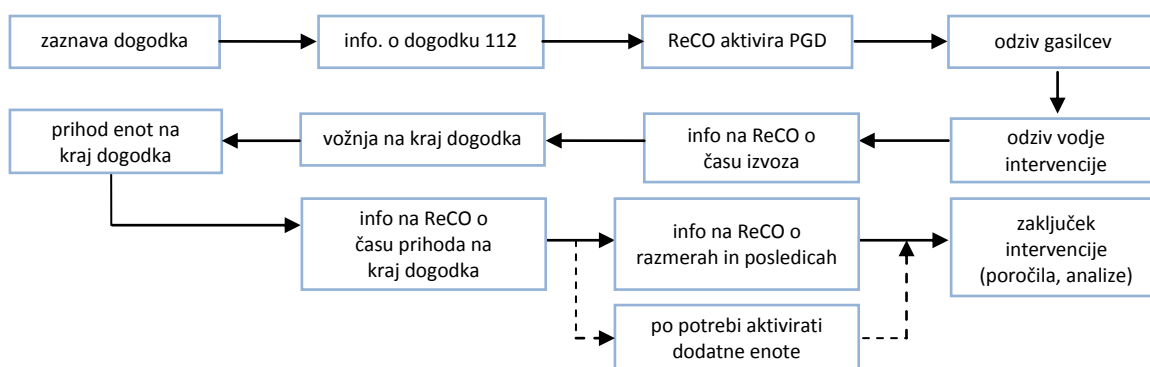 zaznava dogodka
info. o dogodku 112
ReCO aktivira PGD
odziv gasilcev
odziv vodje
intervencije
info na ReCO o
času izvoza
vožnja na kraj dogodka
prihod enot na
kraj dogodka
info na ReCO o
času prihoda na
kraj dogodka
info na ReCO o
razmerah in posledicah
po potrebi aktivirati
dodatne enote
zaključek
intervencije
(poročila, analize)